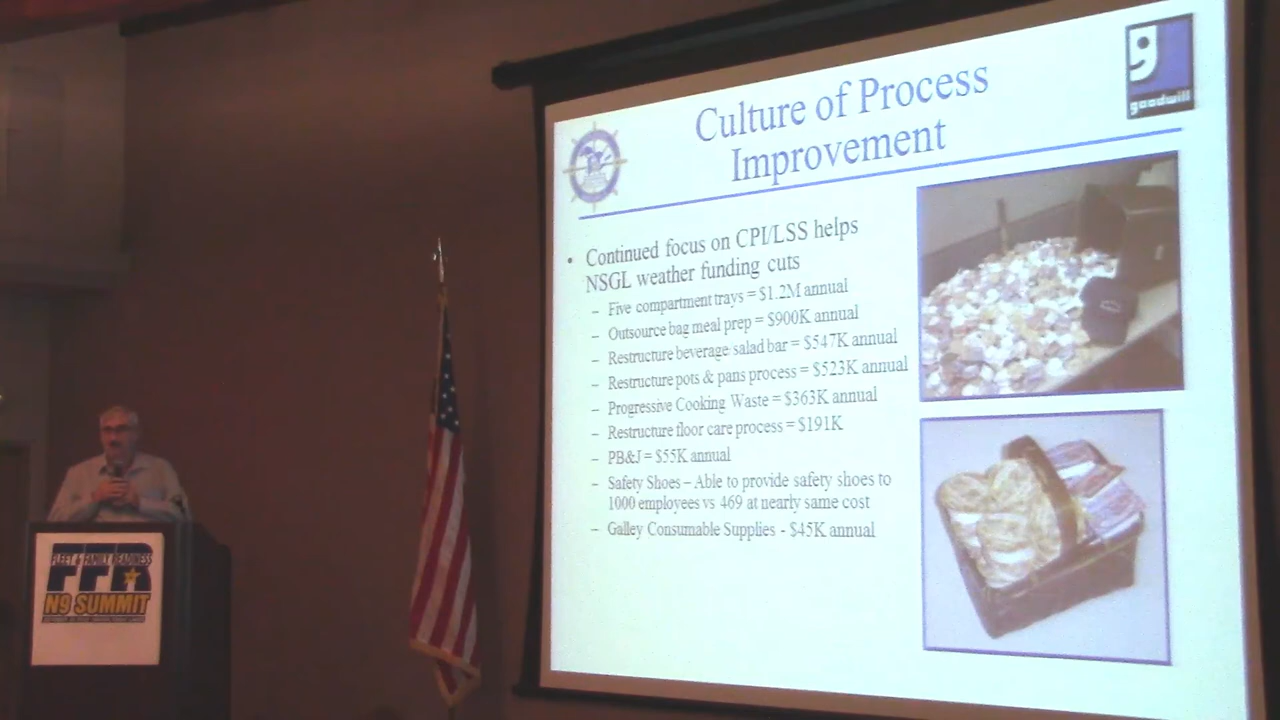 Culture of Process
Improvement
goodwill
• Continued focus on CPI/LSS helps
NSGL weather funding cuts
– Five compartment trays = $1.2M annual
– Outsource bag meal prep = $900K annual
– Restructure beverage salad bar = $547K annual
– Restructure pots & pans process = $523K annual
– Progressive Cooking Waste = $363K annual
– Restructure floor care process = $191K
– PB&J = $55K annual
– Safety Shoes – Able to provide safety shoes to
1000 employees vs 469 at nearly same cost
– Galley Consumable Supplies - $45K annual
FLEET & FAMILY READINESS
FFR
N9 SUMMIT